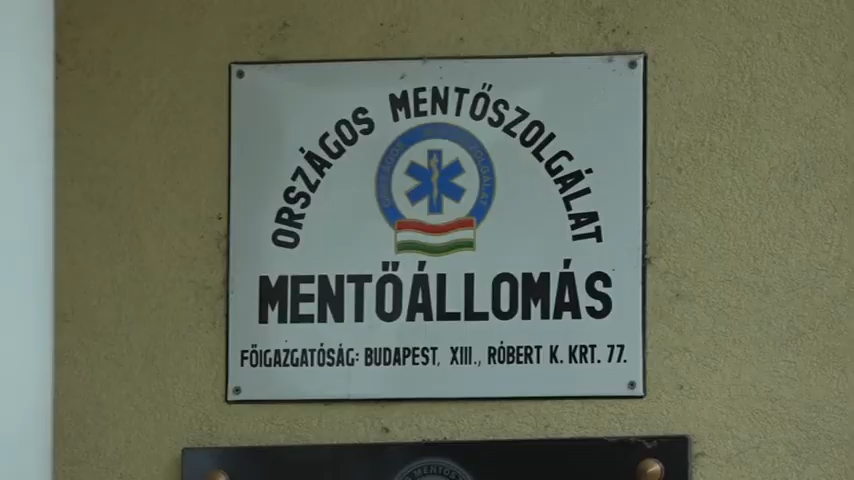 ORSZÁGOS MENTŐSZOLGÁLAT
MENTŐÁLLOMÁS
FŐIGAZGATÓSÁG: BUDAPEST, XIII., RÓBERT K. KRT. 77.